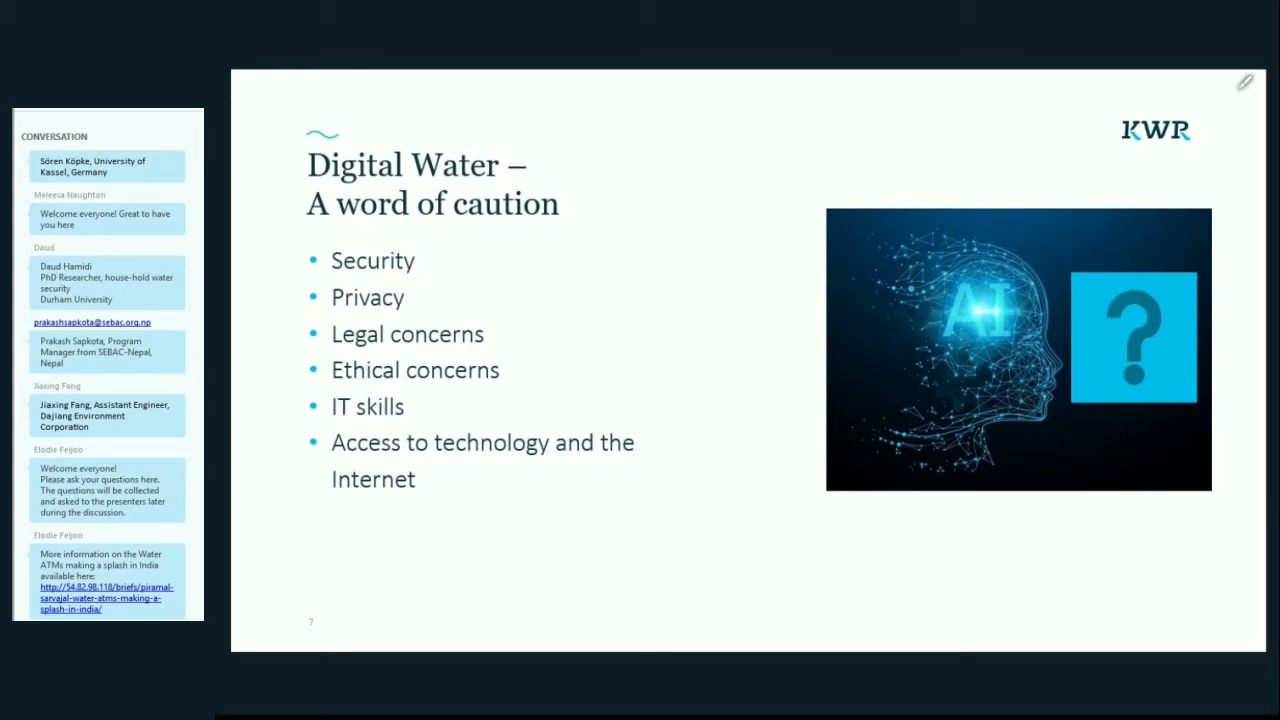 CONVERSATION
Sören Köpke, University of
Kassel, Germany
Meleesa Naughton
Welcome everyone! Great to have
you here
Daud
Daud Hamidi
PhD Researcher, house-hold water
security
Durham University
prakashsapkota@sebac.org.np
Prakash Sapkota, Program
Manager from SEBAC-Nepal,
Nepal
Jiaxing Fang
Jiaxing Fang, Assistant Engineer,
Dajiang Environment
Corporation
Elodie Feijoo
Welcome everyone!
Please ask your questions here.
The questions will be collected
and asked to the presenters later
during the discussion.
Elodie Feijoo
More information on the Water
ATMs making a splash in India
available here:
http://54.82.98.118/briefs/piramal-
sarvajal-water-atms-making-a-
splash-in-india/
KWR
Digital Water –
A word of caution
• Security
• Privacy
• Legal concerns
• Ethical concerns
• IT skills
• Access to technology and the
Internet
AI
?
7